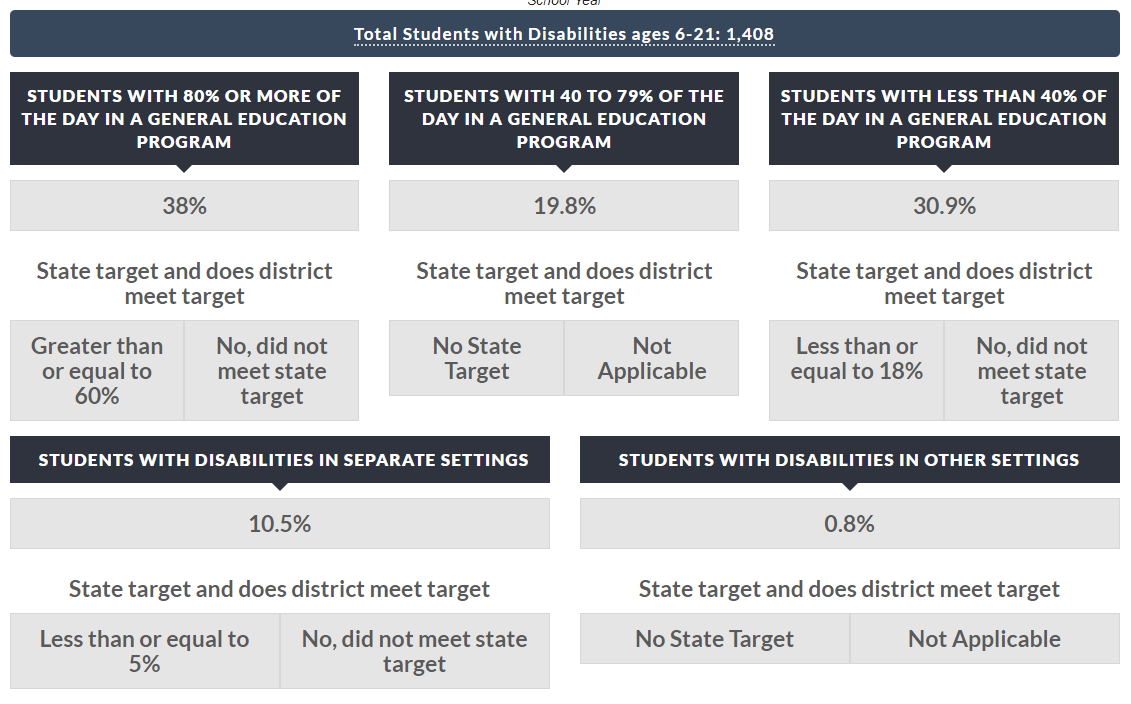 School Year
Total Students with Disabilities ages 6-21: 1,408
STUDENTS WITH 80% OR MORE OF
THE DAY IN A GENERAL EDUCATION
PROGRAM
38%
State target and does district
meet target
Greater than
or equal to
60%
No, did not
meet state
target
STUDENTS WITH 40 TO 79% OF THE
DAY IN A GENERAL EDUCATION
PROGRAM
19.8%
State target and does district
meet target
No State
Target
Not
Applicable
STUDENTS WITH LESS THAN 40% OF
THE DAY IN A GENERAL EDUCATION
PROGRAM
30.9%
State target and does district
meet target
Less than or
equal to 18%
No, did not
meet state
target
STUDENTS WITH DISABILITIES IN SEPARATE SETTINGS
10.5%
State target and does district meet target
Less than or equal to
5%
No, did not meet state
target
STUDENTS WITH DISABILITIES IN OTHER SETTINGS
0.8%
State target and does district meet target
No State Target
Not Applicable